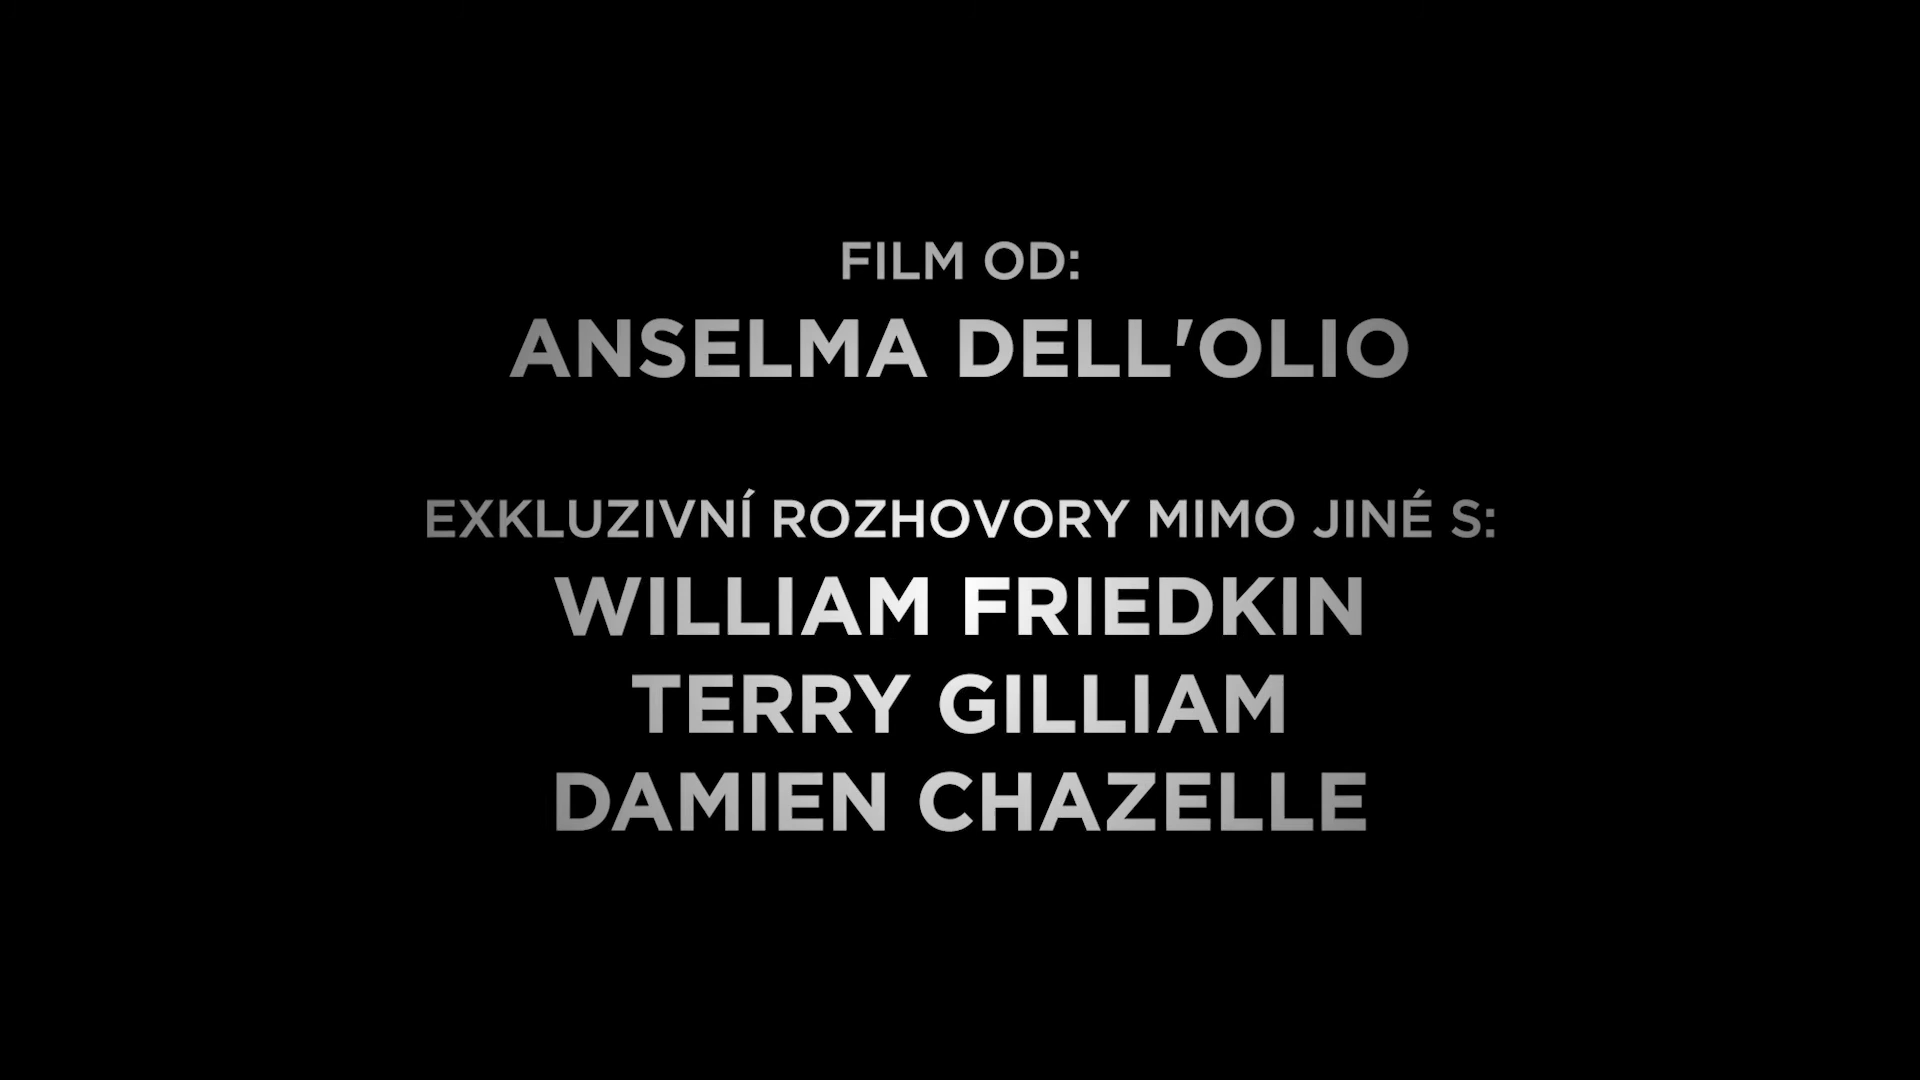 FILM OD:
ANSELMA DELL'OLIO
EXKLUZIVNÍ ROZHOVORY MIMO JINÉ S:
WILLIAM FRIEDKIN
TERRY GILLIAM
DAMIEN CHAZELLE